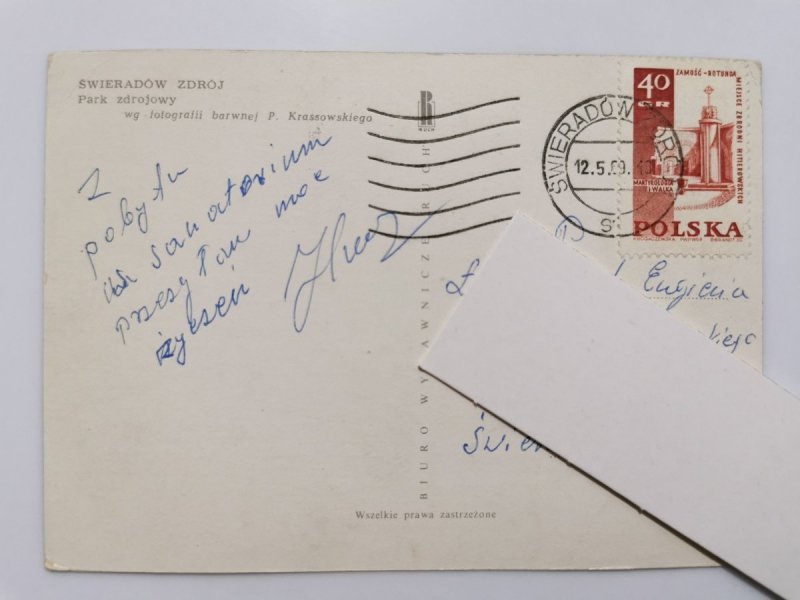 ŚWIERADÓW ZDRÓJ
Park zdrojowy
wg fotografii barwnej P. Krassowskiego
RUCH
Z
pobytu
w sanatorium
przesyłam moc
życzeń
BIURO WYDAWNICZE RUCH
Wszelkie prawa zastrzeżone
ŚWIERADÓW ZDRÓJ
12.5.69
40
GR
ZAMOŚĆ-ROTUNDA
MIEJSCE ZBRODNI HITLEROWSKICH
MARTYROLOGIA
I WALKA
POLSKA
Eugenia